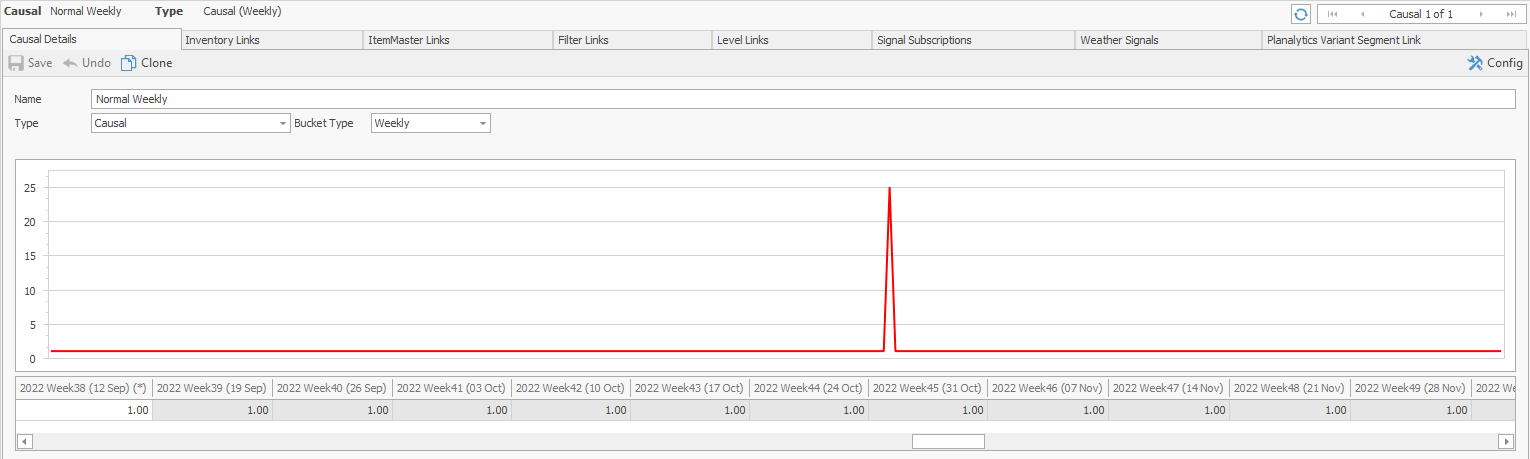 Causal Normal Weekly Type Causal (Weekly) Causal 1 of 1
Causal Details Inventory Links ItemMaster Links Filter Links Level Links Signal Subscriptions Weather Signals Planalytics Variant Segment Link
Save Undo Clone Config
Name Normal Weekly
Type Causal Bucket Type Weekly
25
20
15
10
5
0
2022 Week38 (12 Sep) (*) 2022 Week39 (19 Sep) 2022 Week40 (26 Sep) 2022 Week41 (03 Oct) 2022 Week42 (10 Oct) 2022 Week43 (17 Oct) 2022 Week44 (24 Oct) 2022 Week45 (31 Oct) 2022 Week46 (07 Nov) 2022 Week47 (14 Nov) 2022 Week48 (21 Nov) 2022 Week49 (28 Nov) 2022 We
1.00 1.00 1.00 1.00 1.00 1.00 1.00 1.00 1.00 1.00 1.00 1.00